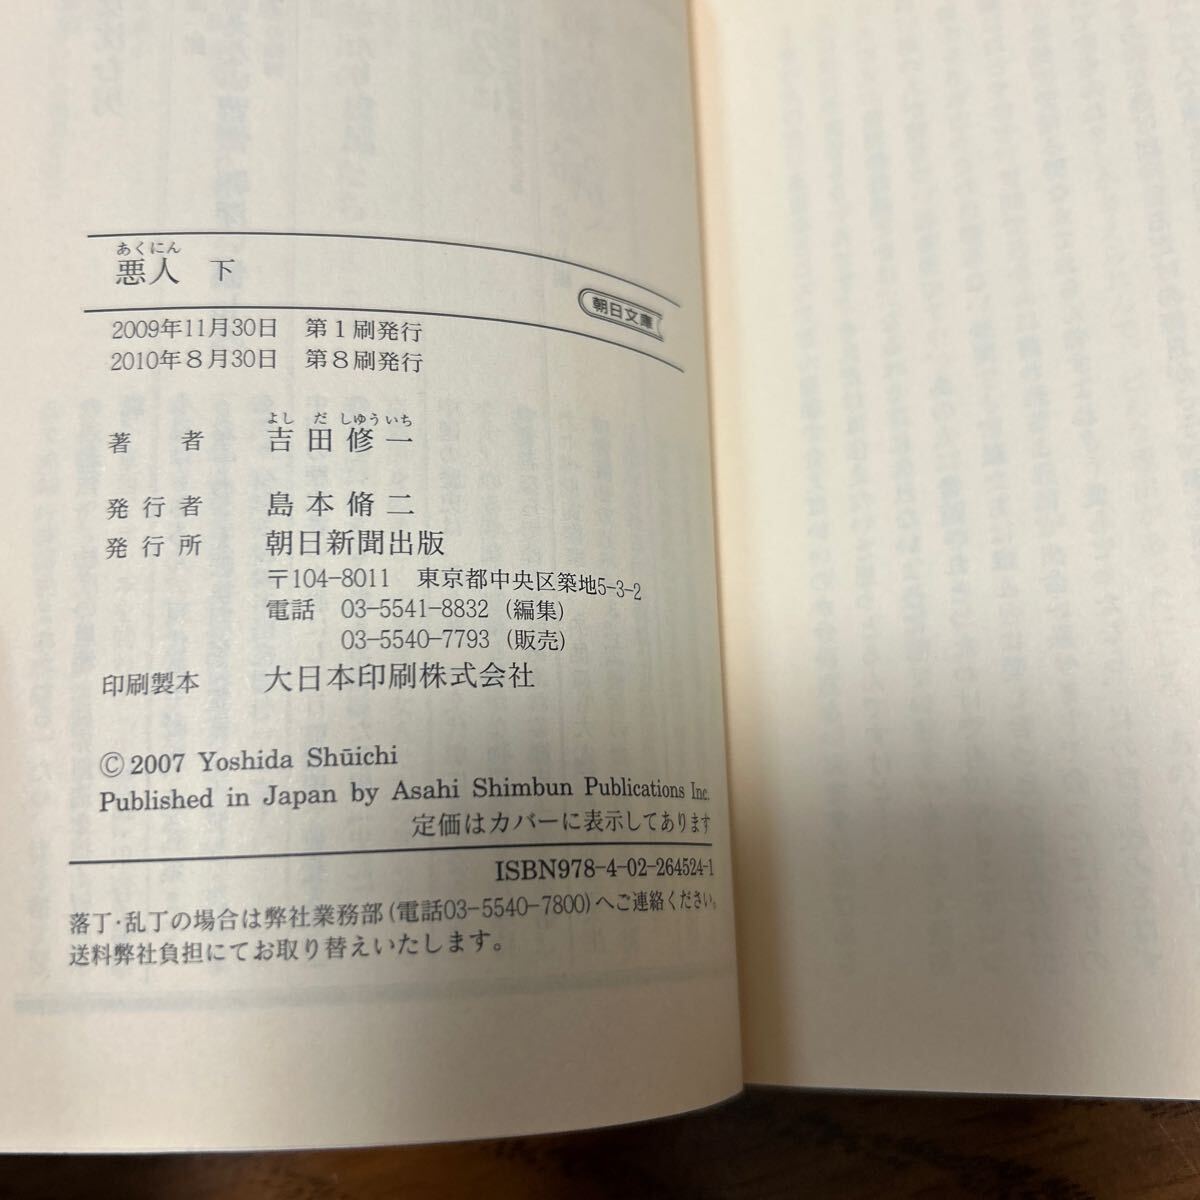 あくにん
悪人 下
朝日文庫
2009年11月30日 第1刷発行
2010年8月30日 第8刷発行
よし だ しゅういち
著 者 吉田修一
発行者 島本脩二
発行所 朝日新聞出版
〒104-8011 東京都中央区築地5-3-2
電話 03-5541-8832(編集)
03-5540-7793(販売)
印刷製本 大日本印刷株式会社
© 2007 Yoshida Shūichi
Published in Japan by Asahi Shimbun Publications Inc.
定価はカバーに表示してあります
ISBN978-4-02-264524-1
落丁・乱丁の場合は弊社業務部(電話03-5540-7800)へご連絡ください。
送料弊社負担にてお取り替えいたします。